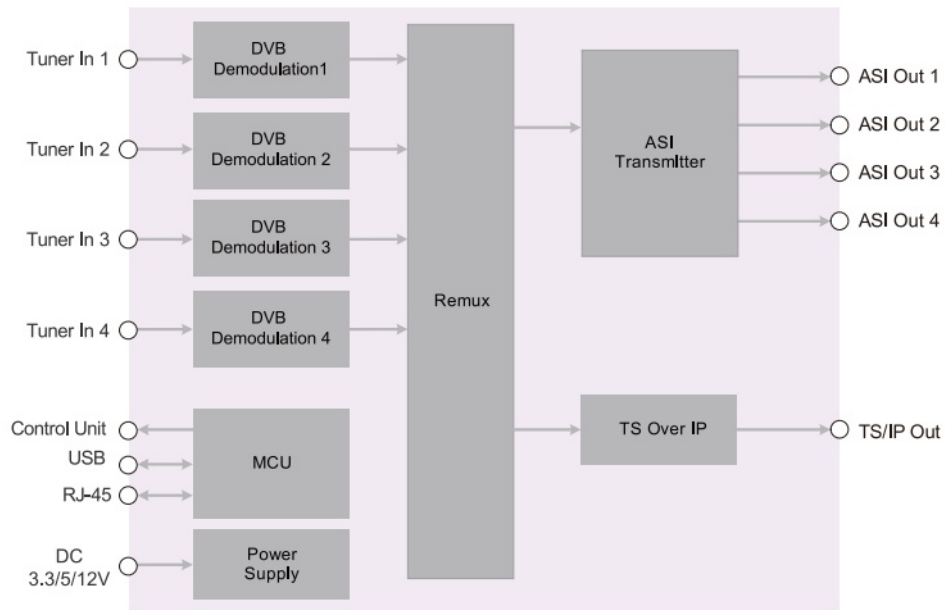 Tuner In 1
DVB
Demodulation1
Tuner In 2
DVB
Demodulation 2
Tuner In 3
DVB
Demodulation 3
Tuner In 4
DVB
Demodulation 4
Control Unit
USB
RJ-45
MCU
DC
3.3/5/12V
Power
Supply
Remux
ASI
Transmitter
ASI Out 1
ASI Out 2
ASI Out 3
ASI Out 4
TS Over IP
TS/IP Out